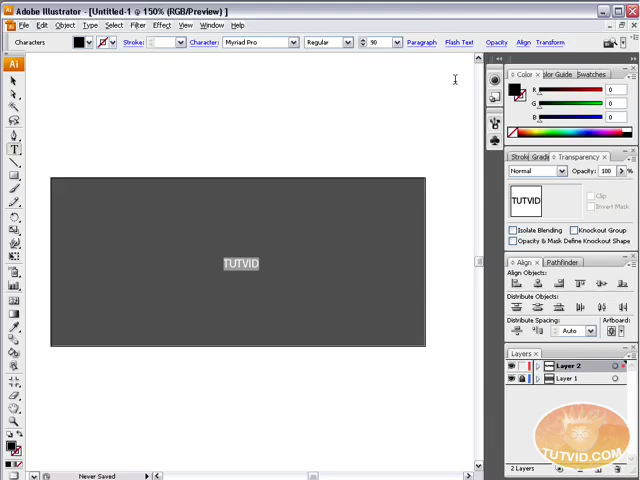 Adobe Illustrator - [Untitled-1 @ 150% (RGB/Preview) ]
File Edit Object Type Select Filter Effect View Window Help
Characters Stroke: Character: Myriad Pro Regular 90 Paragraph Flash Text Opacity Align Transform
Ai
Color Color Guide Swatches
R 0
G 0
B 0
Transparency
Normal Opacity: 100 %
TUTVID
Clip
Invert Mask
Isolate Blending Knockout Group
Opacity & Mask Define Knockout Shape
TUTVID
Align Pathfinder
Align Objects:
Distribute Objects:
Distribute Spacing: Artboard:
Auto
Layers
Layer 2
Layer 1
TUTVID.COM
2 Layers
Never Saved